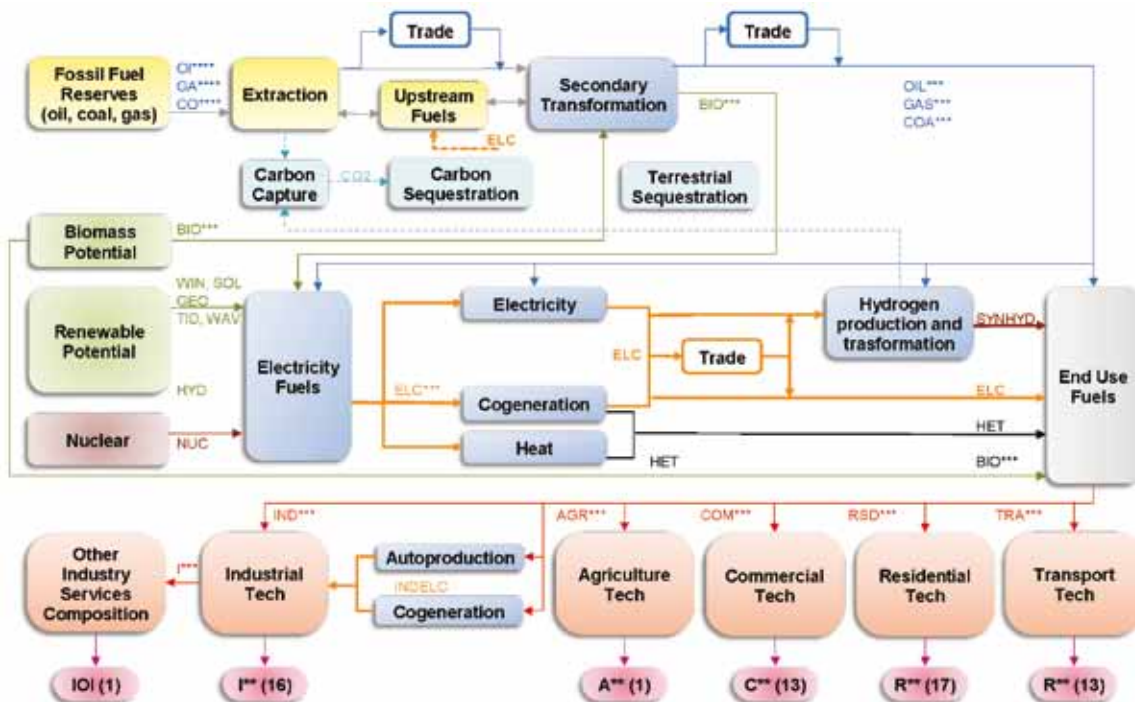 Trade
Trade
Fossil Fuel
Reserves
(oil, coal, gas)
OI****
GA****
CO****
Extraction
Upstream
Fuels
Secondary
Transformation
BIO***
OIL***
GAS***
COA***
ELC
Carbon
Capture
CO2
Carbon
Sequestration
Terrestrial
Sequestration
Biomass
Potential
BIO***
WIN, SOL
GEO
TID, WAV
Renewable
Potential
HYD
Electricity
Fuels
Electricity
Hydrogen
production and
trasformation
SYNHYD
ELC
Trade
End Use
Fuels
ELC***
Cogeneration
ELC
Nuclear
NUC
Heat
HET
HET
BIO***
IND***
AGR***
COM***
RSD***
TRA***
Other
Industry
Services
Composition
I***
Industrial
Tech
Autoproduction
INDELC
Cogeneration
Agriculture
Tech
Commercial
Tech
Residential
Tech
Transport
Tech
IOI (1)
I** (16)
A** (1)
C** (13)
R** (17)
R** (13)